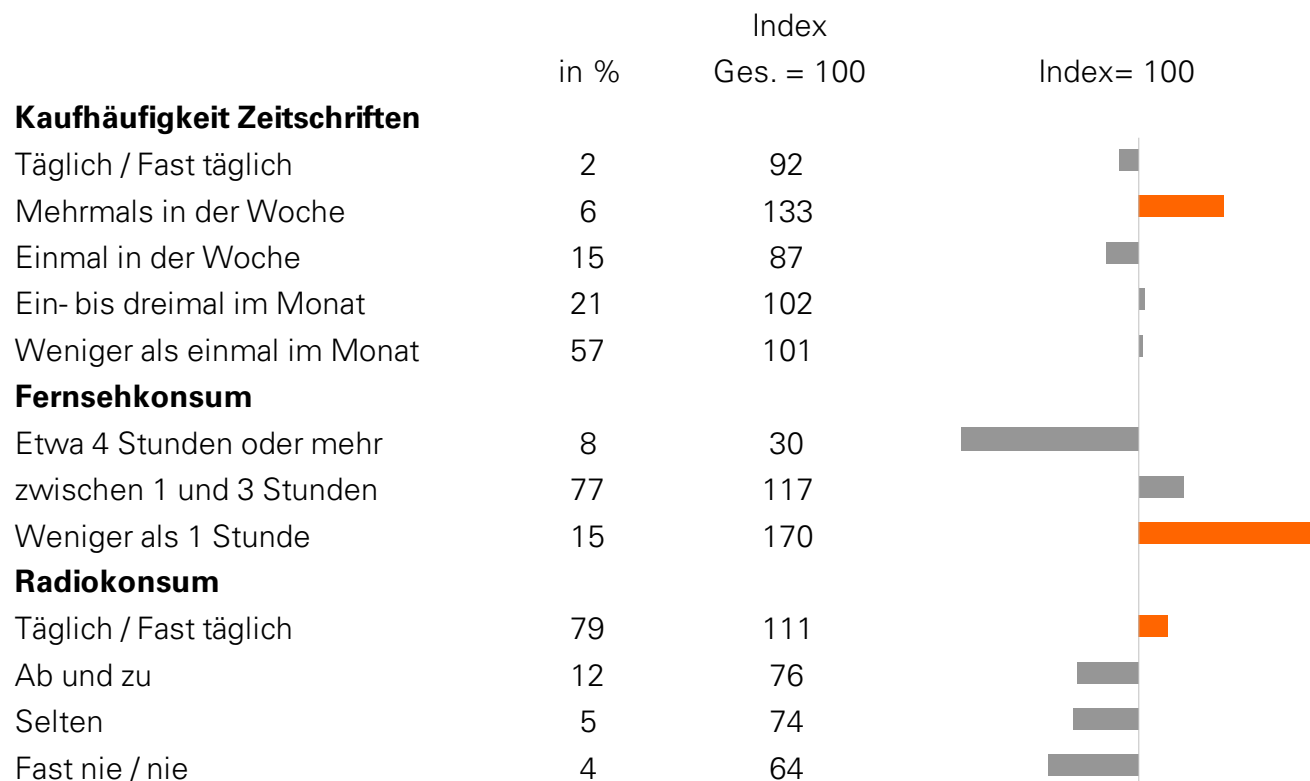 Index
in % Ges. = 100 Index= 100
Kaufhäufigkeit Zeitschriften
Täglich / Fast täglich 2 92
Mehrmals in der Woche 6 133
Einmal in der Woche 15 87
Ein- bis dreimal im Monat 21 102
Weniger als einmal im Monat 57 101
Fernsehkonsum
Etwa 4 Stunden oder mehr 8 30
zwischen 1 und 3 Stunden 77 117
Weniger als 1 Stunde 15 170
Radiokonsum
Täglich / Fast täglich 79 111
Ab und zu 12 76
Selten 5 74
Fast nie / nie 4 64